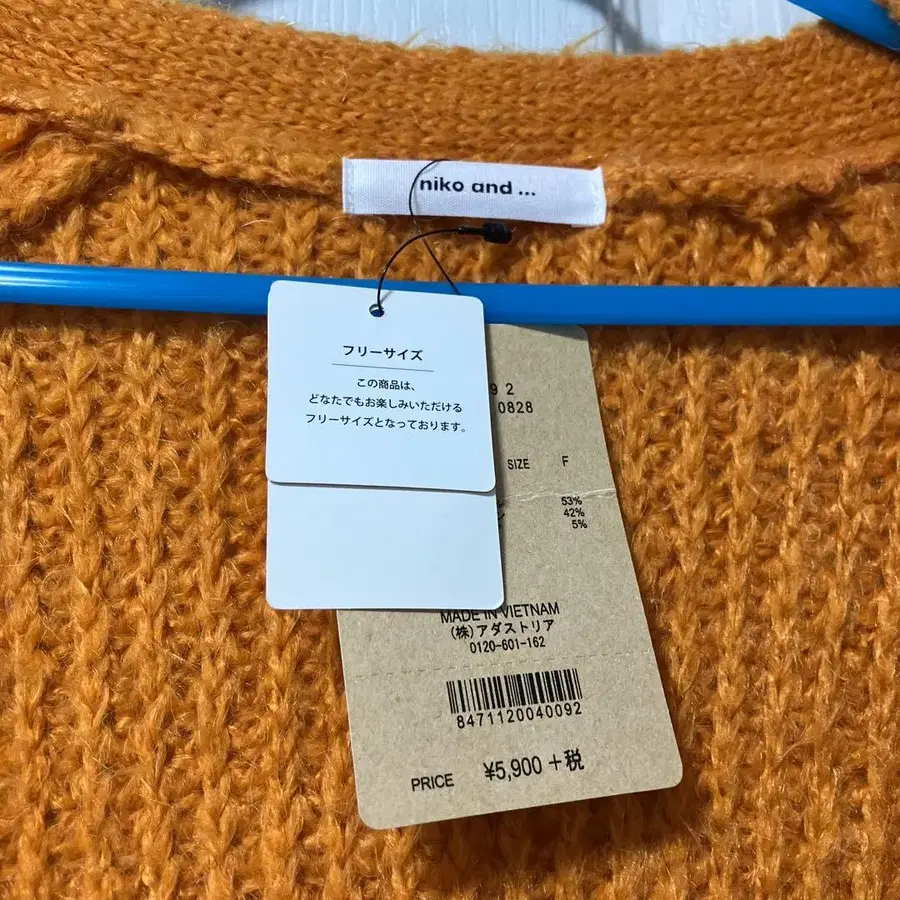 niko and ...
フリーサイズ
この商品は、
どなたでもお楽しみいただける
フリーサイズとなっております。
9 2
0828
SIZE F
53%
42%
5%
MADE IN VIETNAM
(株)アダストリア
0120-601-162
8471120040092
PRICE ¥5,900 +税